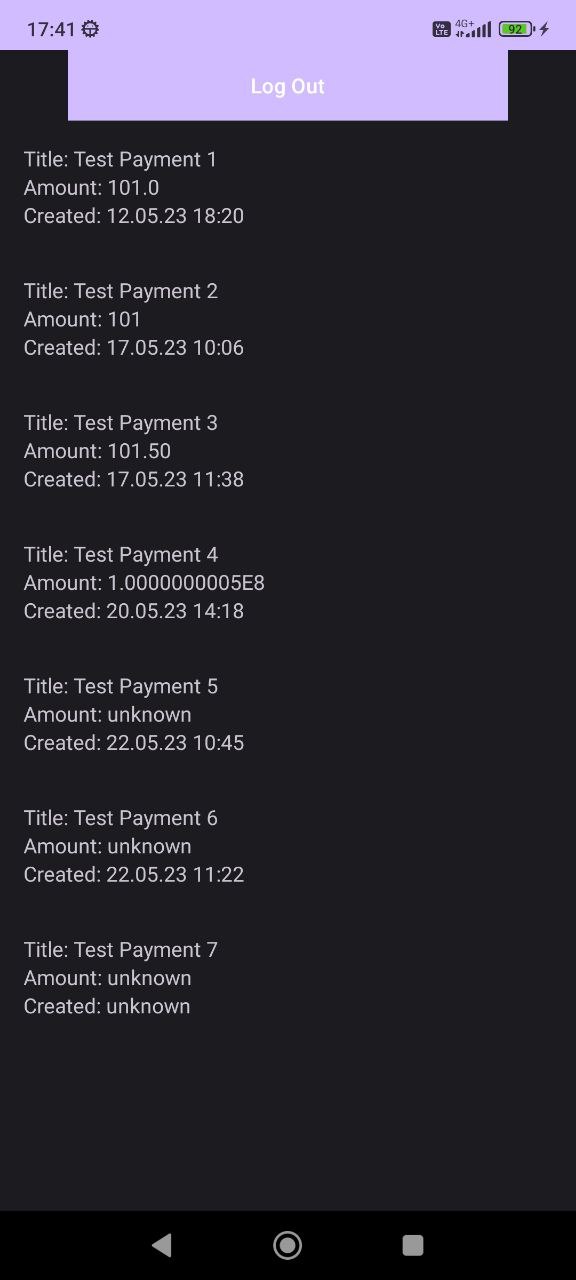 17:41 Vo LTE 4G+ 92
Log Out
Title: Test Payment 1
Amount: 101.0
Created: 12.05.23 18:20
Title: Test Payment 2
Amount: 101
Created: 17.05.23 10:06
Title: Test Payment 3
Amount: 101.50
Created: 17.05.23 11:38
Title: Test Payment 4
Amount: 1.0000000005E8
Created: 20.05.23 14:18
Title: Test Payment 5
Amount: unknown
Created: 22.05.23 10:45
Title: Test Payment 6
Amount: unknown
Created: 22.05.23 11:22
Title: Test Payment 7
Amount: unknown
Created: unknown